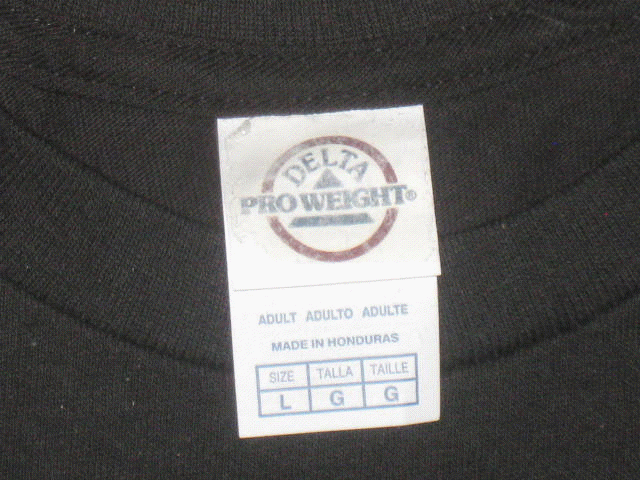 DELTA
PRO WEIGHT®
ADULT ADULTO ADULTE
MADE IN HONDURAS
SIZE TALLA TAILLE
L G G